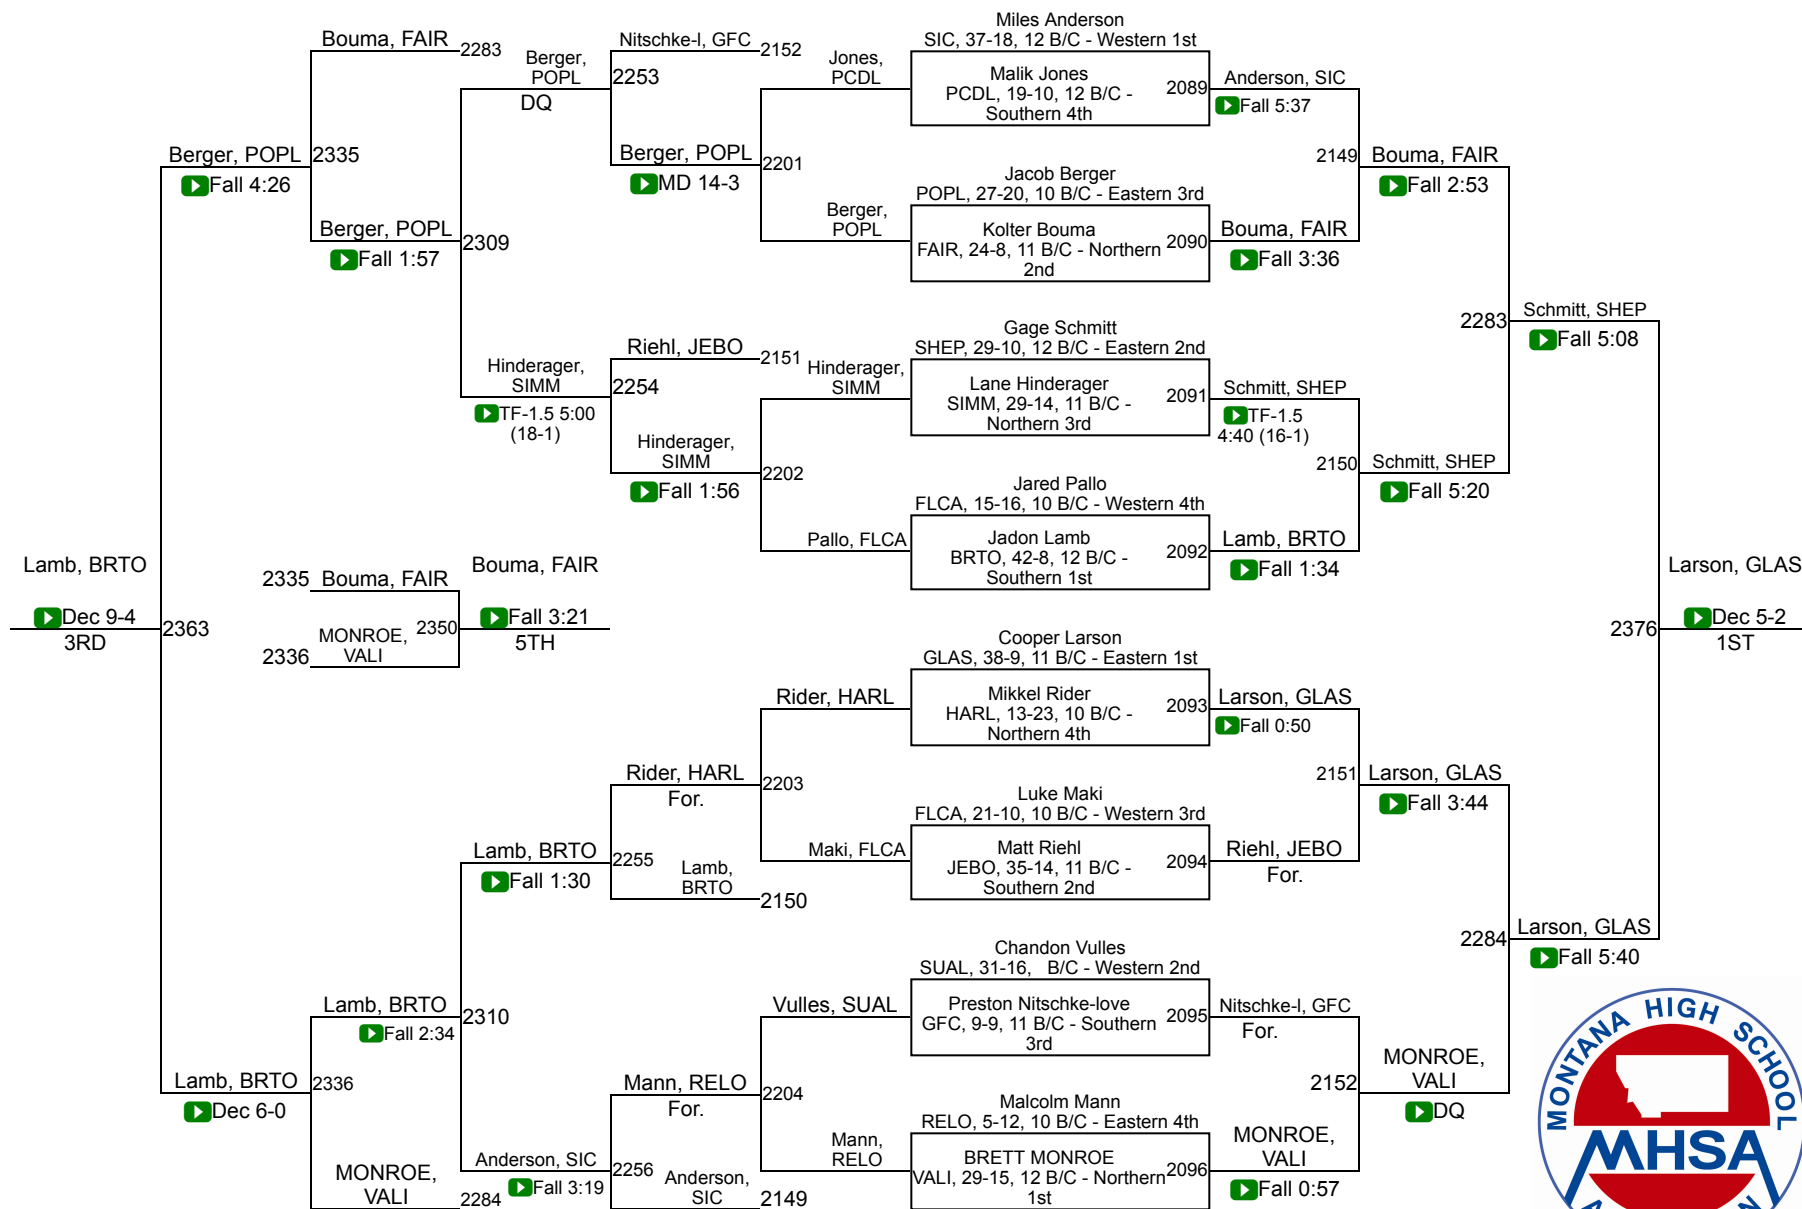 Miles Anderson
SIC, 37-18, 12 B/C - Western 1st
Malik Jones
PCDL, 19-10, 12 B/C -
Southern 4th
2089
Jacob Berger
POPL, 27-20, 10 B/C - Eastern 3rd
Kolter Bouma
FAIR, 24-8, 11 B/C - Northern
2nd
2090
Gage Schmitt
SHEP, 29-10, 12 B/C - Eastern 2nd
Lane Hinderager
SIMM, 29-14, 11 B/C -
Northern 3rd
2091
Jared Pallo
FLCA, 15-16, 10 B/C - Western 4th
Jadon Lamb
BRTO, 42-8, 12 B/C -
Southern 1st
2092
Cooper Larson
GLAS, 38-9, 11 B/C - Eastern 1st
Mikkel Rider
HARL, 13-23, 10 B/C -
Northern 4th
2093
Luke Maki
FLCA, 21-10, 10 B/C - Western 3rd
Matt Riehl
JEBO, 35-14, 11 B/C -
Southern 2nd
2094
Chandon Vulles
SUAL, 31-16, B/C - Western 2nd
Preston Nitschke-love
GFC, 9-9, 11 B/C - Southern
3rd
2095
Malcolm Mann
RELO, 5-12, 10 B/C - Eastern 4th
BRETT MONROE
VALI, 29-15, 12 B/C - Northern
1st
2096
Anderson, SIC
Fall 5:37
Bouma, FAIR
Fall 3:36
Schmitt, SHEP
TF-1.5
4:40 (16-1)
Lamb, BRTO
Fall 1:34
Larson, GLAS
Fall 0:50
Riehl, JEBO
For.
Nitschke-l, GFC
For.
MONROE,
VALI
Fall 0:57
2149
Bouma, FAIR
Fall 2:53
2150
Schmitt, SHEP
Fall 5:20
2151
Larson, GLAS
Fall 3:44
2152
MONROE,
VALI
DQ
2283
Schmitt, SHEP
Fall 5:08
2284
Larson, GLAS
Fall 5:40
2376
Larson, GLAS
Dec 5-2
1ST
Jones,
PCDL
Berger,
POPL
Hinderager,
SIMM
Pallo, FLCA
Rider, HARL
Maki, FLCA
Vulles, SUAL
Mann,
RELO
Nitschke-l, GFC
2152
2201
Berger, POPL
MD 14-3
Riehl, JEBO
2151
2202
Hinderager,
SIMM
Fall 1:56
2203
Rider, HARL
For.
Lamb,
BRTO
2150
2204
Mann, RELO
For.
Anderson,
SIC
2149
2253
Berger,
POPL
DQ
2254
Hinderager,
SIMM
TF-1.5 5:00
(18-1)
2255
Lamb, BRTO
Fall 1:30
2256
Anderson, SIC
Fall 3:19
Bouma, FAIR
2283
2309
Berger, POPL
Fall 1:57
2310
Lamb, BRTO
Fall 2:34
MONROE,
VALI
2284
2335
Berger, POPL
Fall 4:26
2336
Lamb, BRTO
Dec 6-0
2335
Bouma, FAIR
2336
MONROE,
VALI
2350
Bouma, FAIR
Fall 3:21
5TH
Lamb, BRTO
Dec 9-4
3RD
2363
MONTANA HIGH SCHOOL
MHSA